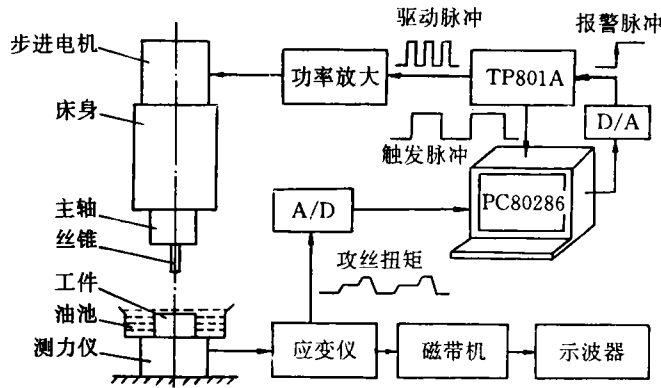 步进电机
驱动脉冲
报警脉冲
功率放大
TP801A
床身
触发脉冲
D/A
主轴
A/D
PC80286
丝锥
工件
攻丝扭矩
油池
测力仪
应变仪
磁带机
示波器